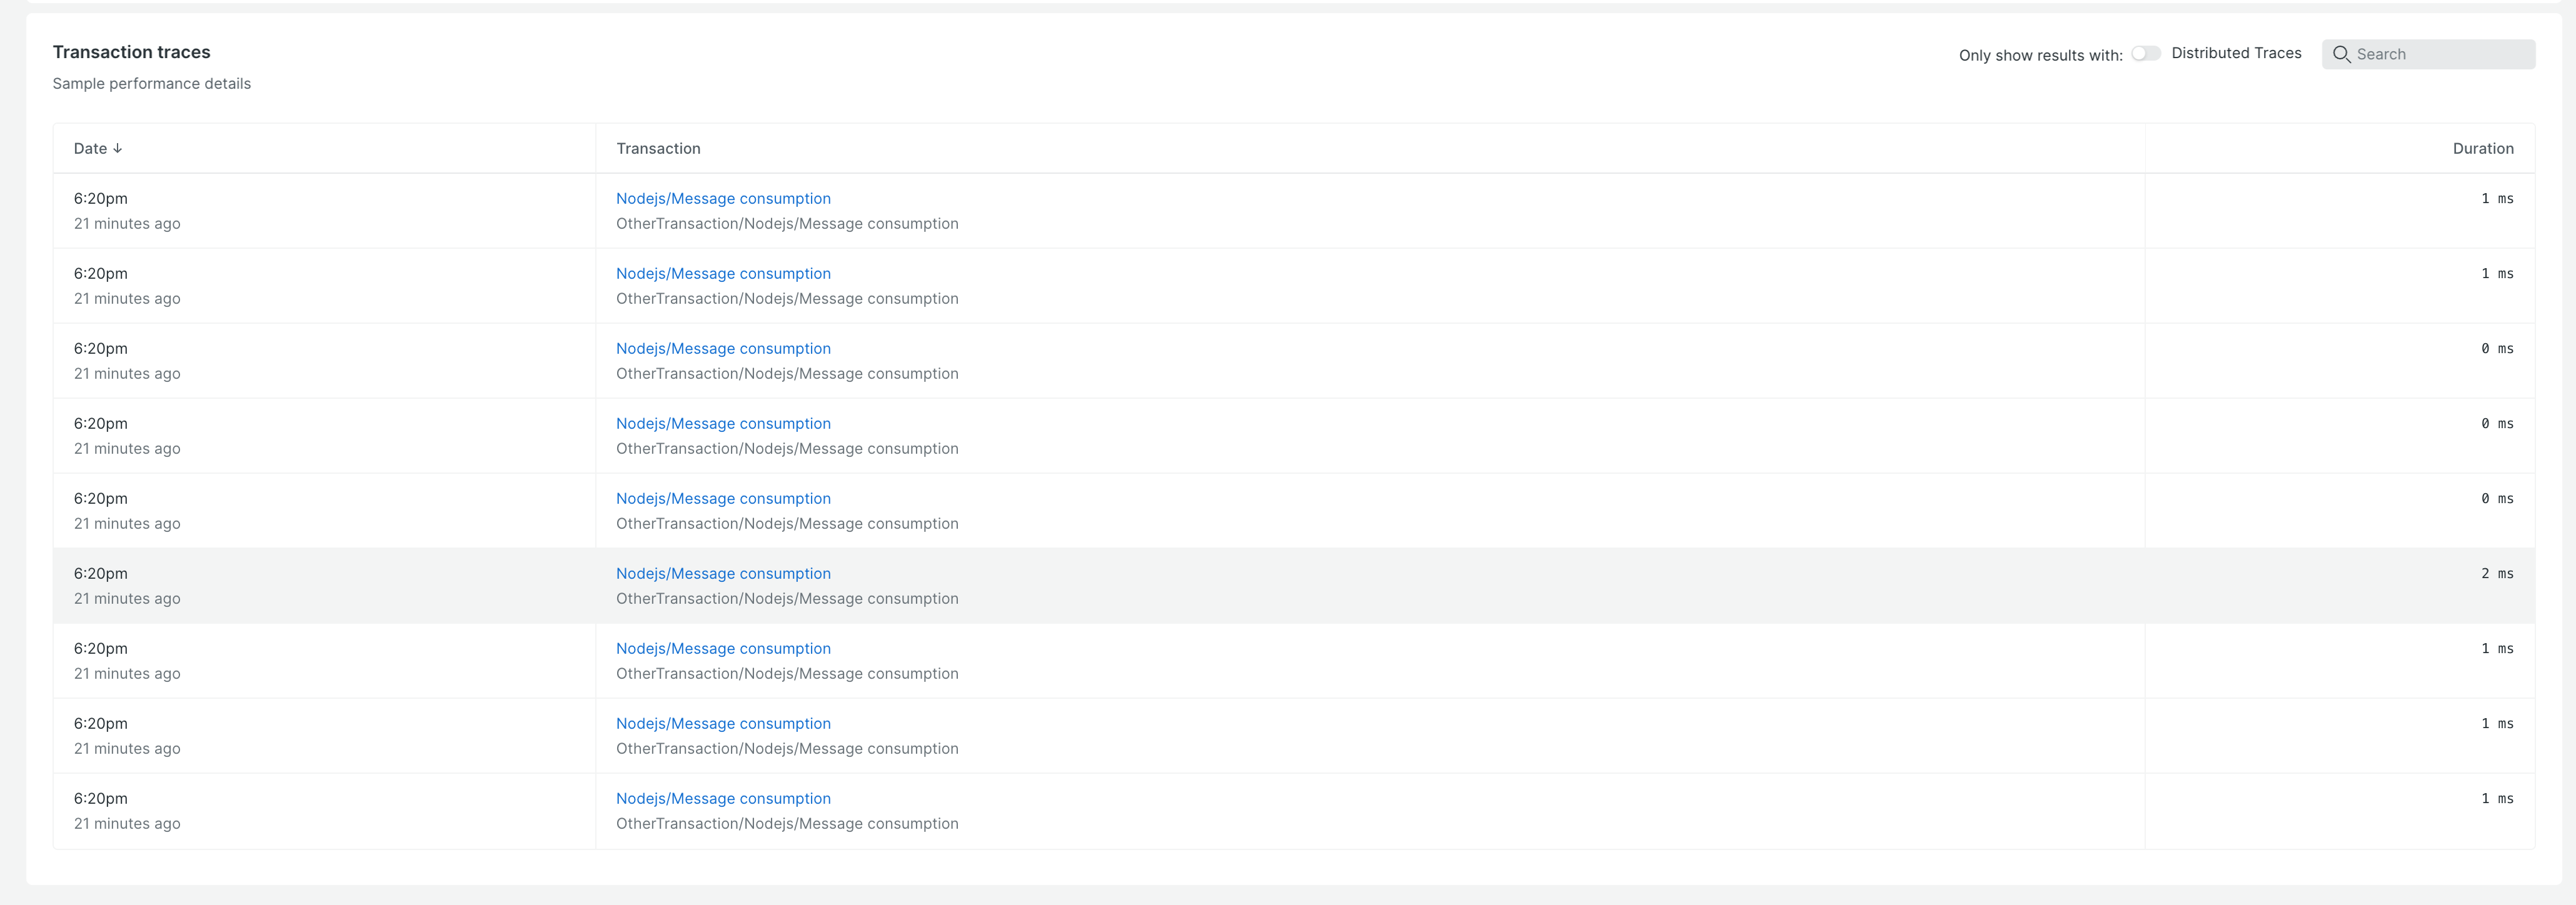 Transaction traces
Only show results with: Distributed Traces Search
Sample performance details
Date ↓ Transaction Duration
6:20pm Nodejs/Message consumption 1 ms
21 minutes ago OtherTransaction/Nodejs/Message consumption
6:20pm Nodejs/Message consumption 1 ms
21 minutes ago OtherTransaction/Nodejs/Message consumption
6:20pm Nodejs/Message consumption 0 ms
21 minutes ago OtherTransaction/Nodejs/Message consumption
6:20pm Nodejs/Message consumption 0 ms
21 minutes ago OtherTransaction/Nodejs/Message consumption
6:20pm Nodejs/Message consumption 0 ms
21 minutes ago OtherTransaction/Nodejs/Message consumption
6:20pm Nodejs/Message consumption 2 ms
21 minutes ago OtherTransaction/Nodejs/Message consumption
6:20pm Nodejs/Message consumption 1 ms
21 minutes ago OtherTransaction/Nodejs/Message consumption
6:20pm Nodejs/Message consumption 1 ms
21 minutes ago OtherTransaction/Nodejs/Message consumption
6:20pm Nodejs/Message consumption 1 ms
21 minutes ago OtherTransaction/Nodejs/Message consumption